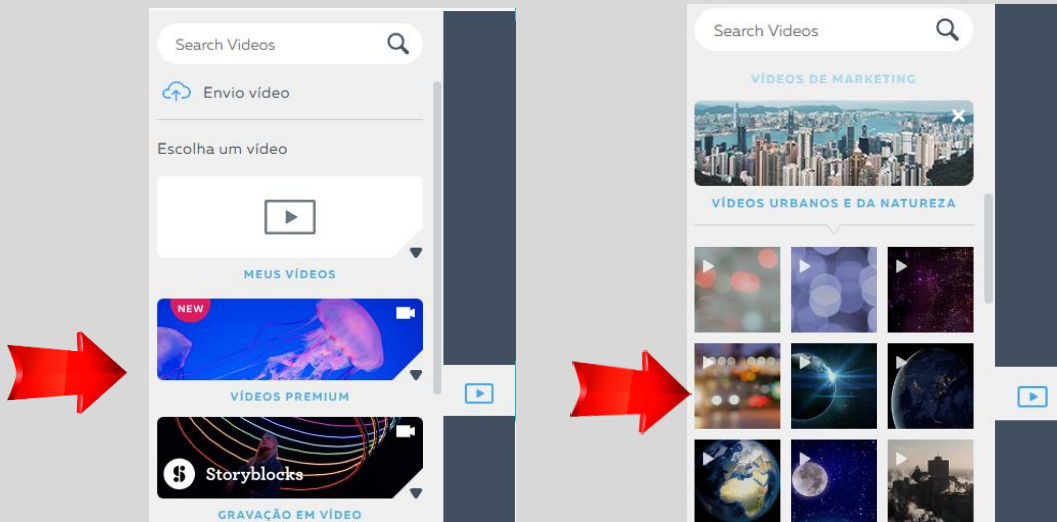 Search Videos
Envio vídeo
Escolha um vídeo
MEUS VÍDEOS
NEW
VÍDEOS PREMIUM
Storyblocks
GRAVAÇÃO EM VÍDEO
Search Videos
VÍDEOS DE MARKETING
VÍDEOS URBANOS E DA NATUREZA